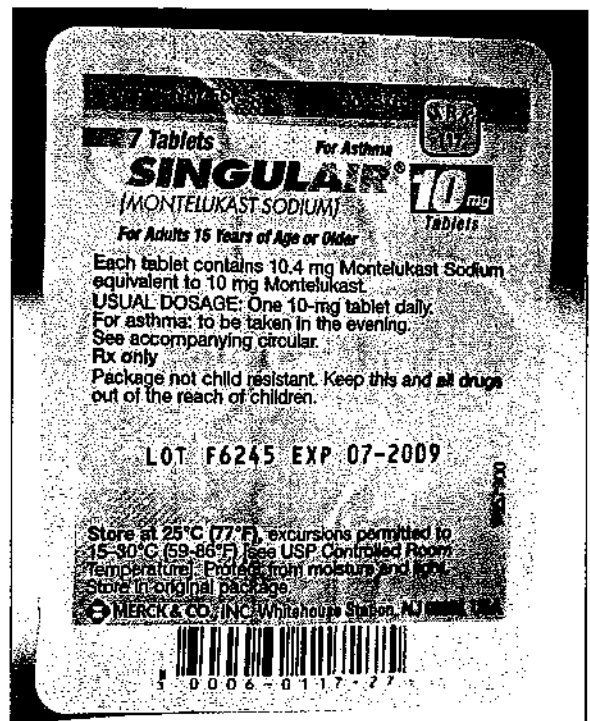 7 Tablets
For Asthma
SINGULAIR®
10 mg
Tablets
(MONTELUKAST SODIUM)
For Adults 15 Years of Age or Older
Each tablet contains 10.4 mg Montelukast Sodium
equivalent to 10 mg Montelukast.
USUAL DOSAGE: One 10-mg tablet daily.
For asthma: to be taken in the evening.
See accompanying circular.
Rx only
Package not child resistant. Keep this and all drugs
out of the reach of children.
LOT F6245 EXP 07-2009
Store at 25°C (77°F), excursions permitted to
15-30°C (59-86°F) [see USP Controlled Room
Temperature]. Protect from moisture and light.
Store in original package.
MERCK & CO., INC. Whitehouse Station, NJ USA
0006-0117-27